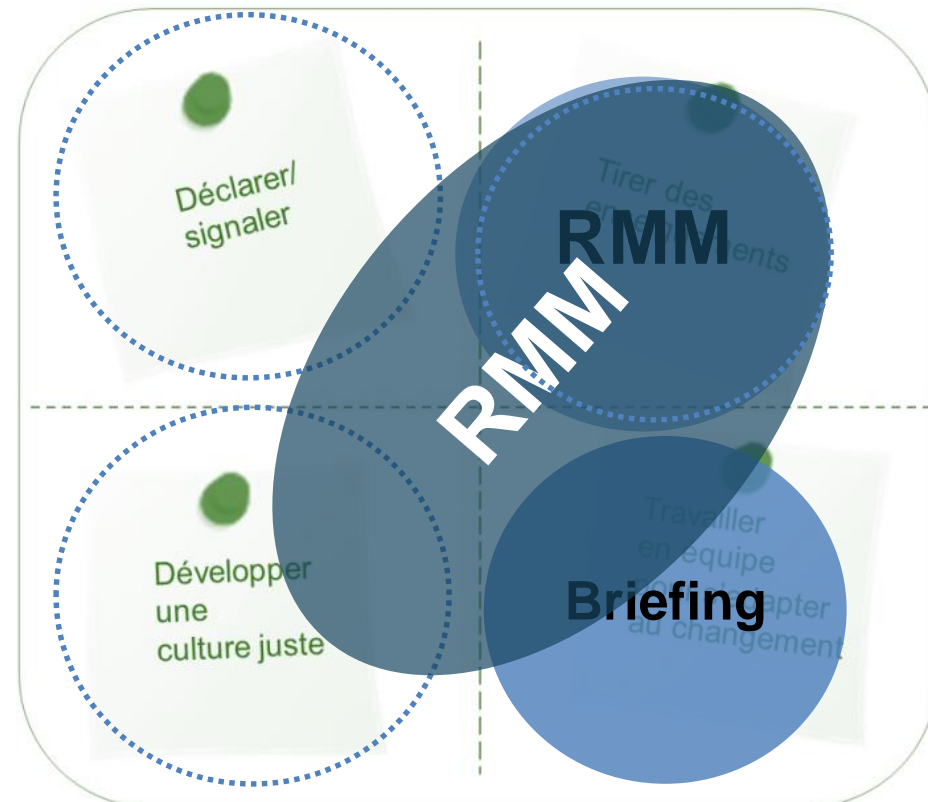 Déclarer/
signaler
Tirer des
RMM
RMM
Développer
une
culture juste
Travailler
en équipe
Briefing
au changement